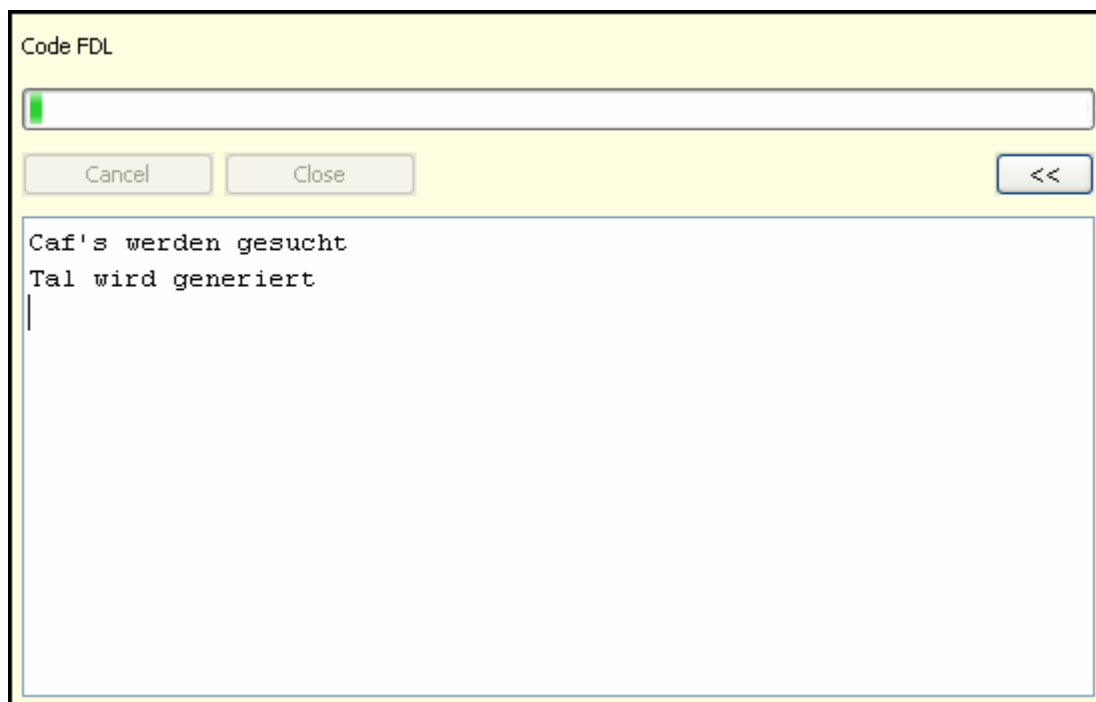 Code FDL
Cancel
Close
<<
Caf's werden gesucht
Tal wird generiert